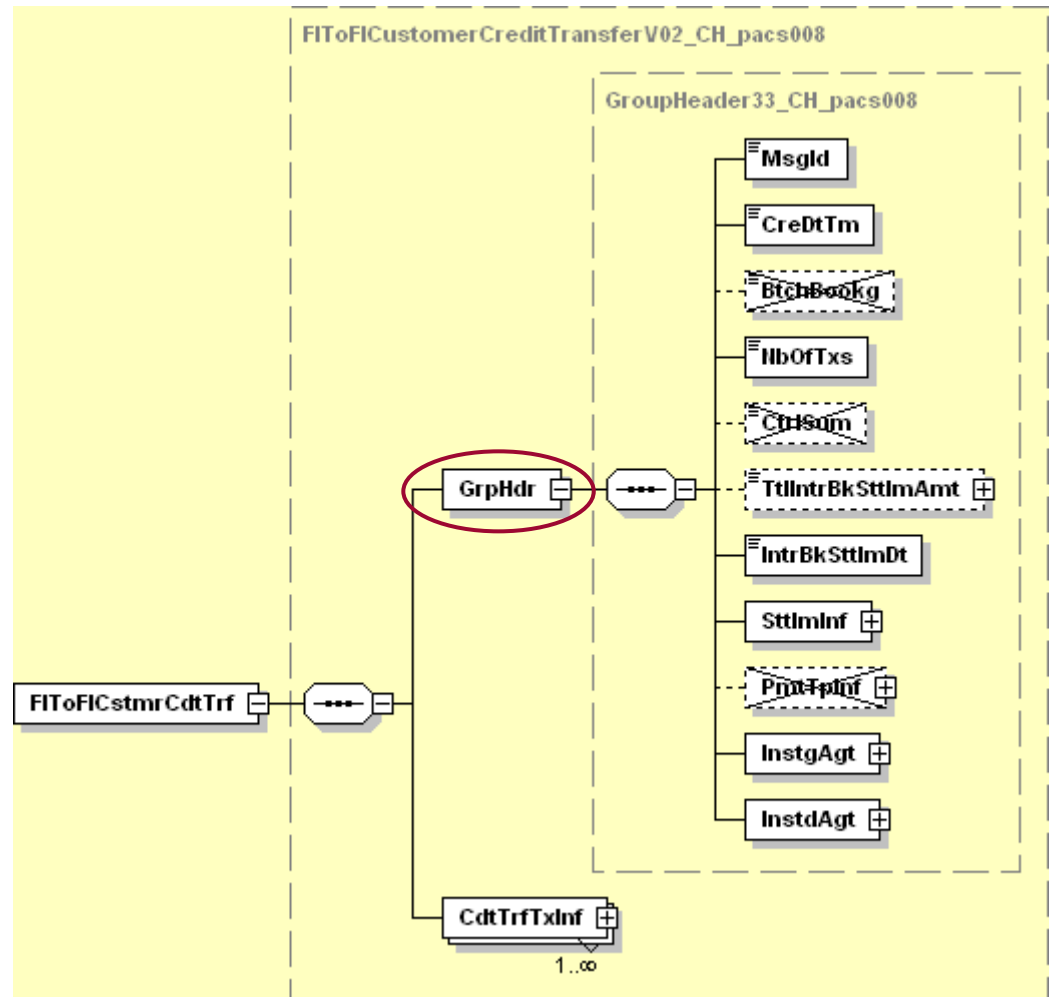 FIToFICustomerCreditTransferV02_CH_pacs008
GroupHeader33_CH_pacs008
MsgId
CreDtTm
BtchBookg
NbOfTxs
CtrlSum
GrpHdr
TtlIntrBkSttlmAmt
IntrBkSttlmDt
SttlmInf
PmtTpInf
FIToFICstmrCdtTrf
InstgAgt
InstdAgt
CdtTrfTxInf
1..∞